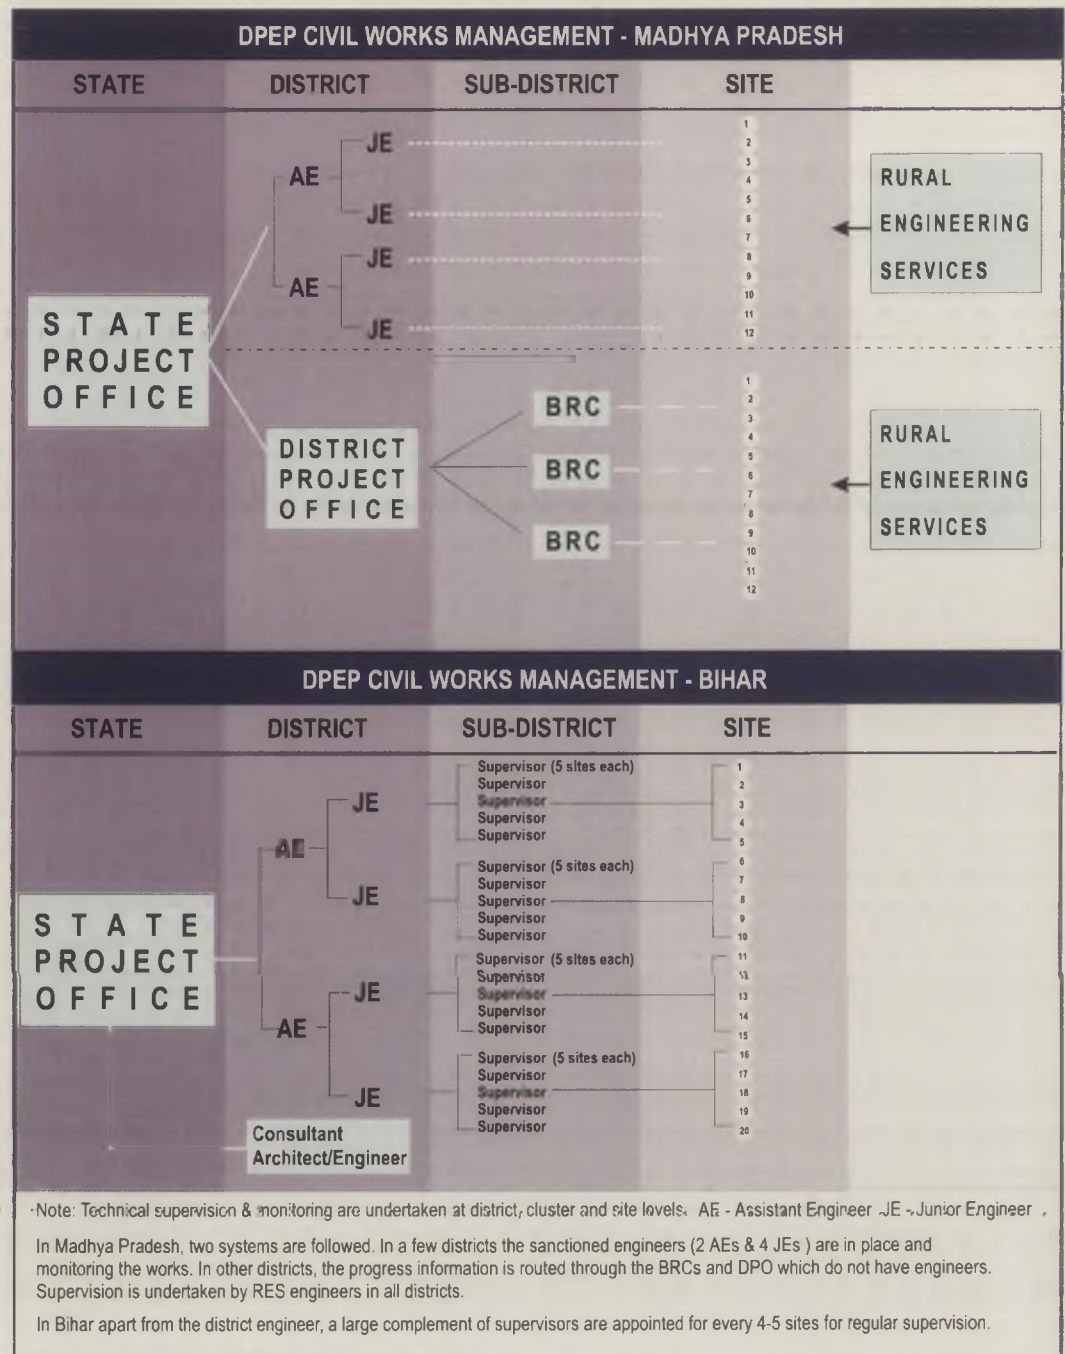 DPEP CIVIL WORKS MANAGEMENT - MADHYA PRADESH
STATE DISTRICT SUB-DISTRICT SITE
JE
AE
JE
JE
AE
JE
1
2
3
4
5
6
7
8
9
10
11
12
RURAL
ENGINEERING
SERVICES
STATE
PROJECT
OFFICE
DISTRICT
PROJECT
OFFICE
BRC
BRC
BRC
1
2
3
4
5
6
7
8
9
10
11
12
RURAL
ENGINEERING
SERVICES
DPEP CIVIL WORKS MANAGEMENT - BIHAR
STATE DISTRICT SUB-DISTRICT SITE
STATE
PROJECT
OFFICE
AE
AE
JE
JE
JE
JE
Consultant
Architect/Engineer
Supervisor (5 sites each)
Supervisor
Supervisor
Supervisor
Supervisor
Supervisor (5 sites each)
Supervisor
Supervisor
Supervisor
Supervisor
Supervisor (5 sites each)
Supervisor
Supervisor
Supervisor
Supervisor
Supervisor (5 sites each)
Supervisor
Supervisor
Supervisor
Supervisor
1
2
3
4
5
6
7
8
9
10
11
12
13
14
15
16
17
18
19
20
Note: Technical supervision & monitoring are undertaken at district, cluster and site levels. AE - Assistant Engineer JE - Junior Engineer
In Madhya Pradesh, two systems are followed. In a few districts the sanctioned engineers (2 AEs & 4 JEs ) are in place and
monitoring the works. In other districts, the progress information is routed through the BRCs and DPO which do not have engineers.
Supervision is undertaken by RES engineers in all districts.
In Bihar apart from the district engineer, a large complement of supervisors are appointed for every 4-5 sites for regular supervision.